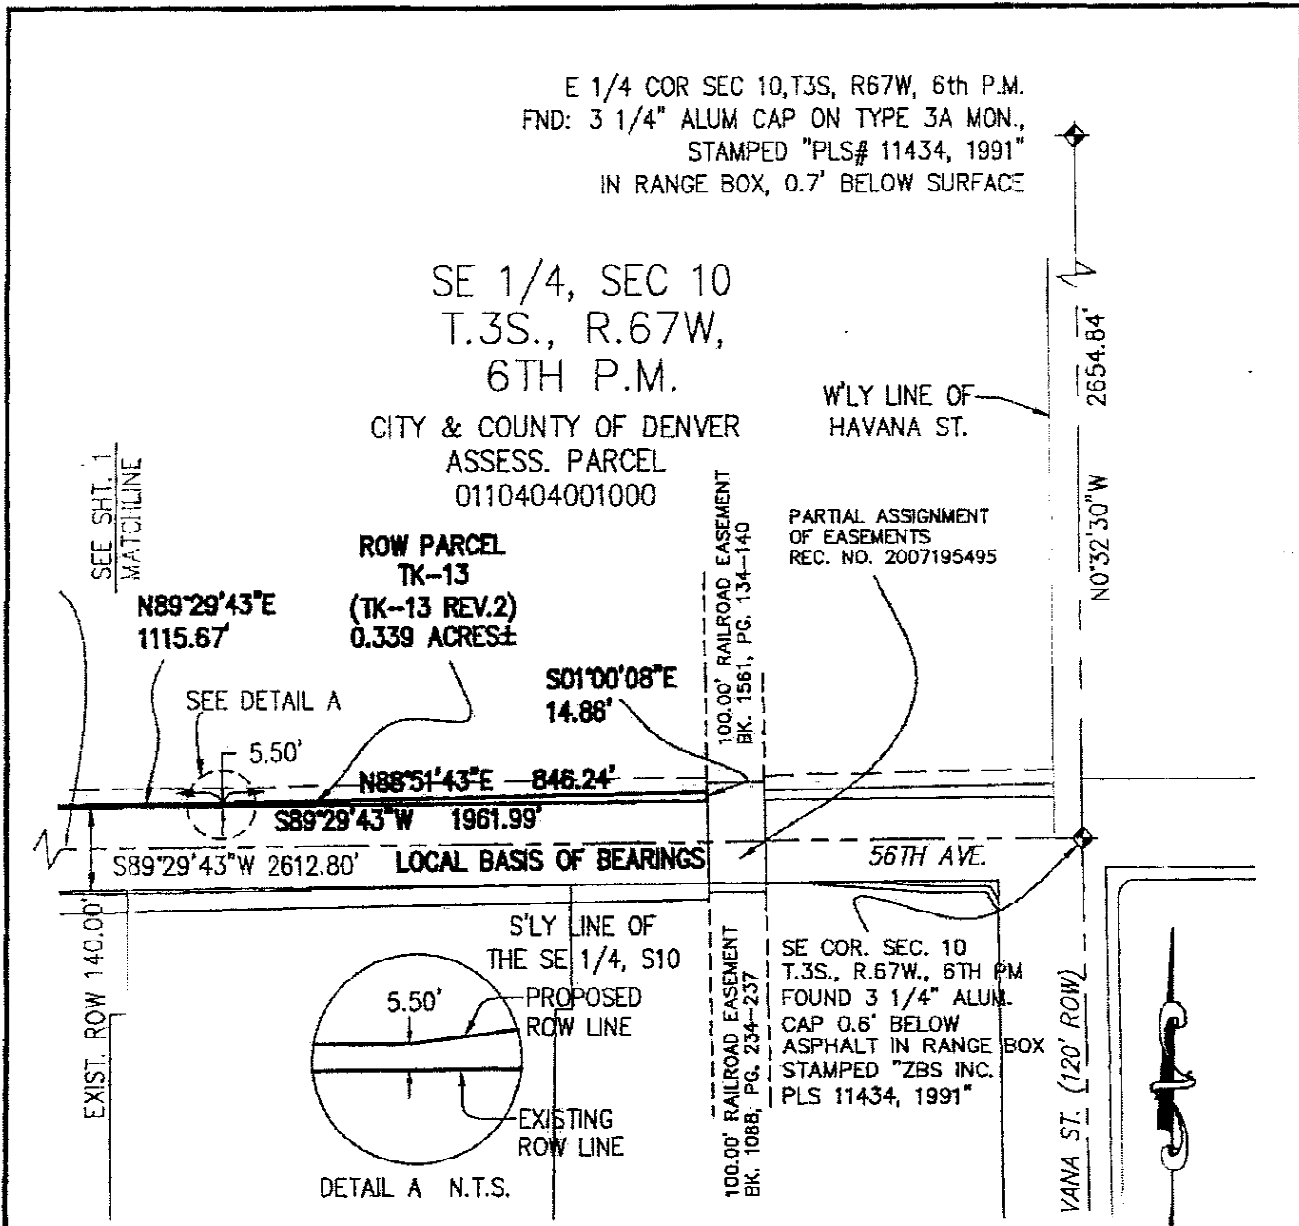 E 1/4 COR SEC 10,T3S, R67W, 6th P.M.
FND: 3 1/4" ALUM CAP ON TYPE 3A MON.,
STAMPED "PLS# 11434, 1991"
IN RANGE BOX, 0.7' BELOW SURFACE
SE 1/4, SEC 10
T.3S., R.67W,
6TH P.M.
CITY & COUNTY OF DENVER
ASSESS. PARCEL
0110404001000
W'LY LINE OF
HAVANA ST.
2654.84'
N0°32'30"W
SEE SHT. 1
MATCHLINE
PARTIAL ASSIGNMENT
OF EASEMENTS
REC. NO. 2007195495
100.00' RAILROAD EASEMENT
BK. 1561, PG. 134-140
ROW PARCEL
TK-13
(TK-13 REV.2)
0.339 ACRES±
N89°29'43"E
1115.67'
S01°00'08"E
14.86'
SEE DETAIL A
5.50'
N88°51'43"E 846.24'
S89°29'43"W 1961.99'
S89°29'43"W 2612.80' LOCAL BASIS OF BEARINGS
56TH AVE.
EXIST. ROW 140.00'
S'LY LINE OF
THE SE 1/4, S10
5.50'
PROPOSED
ROW LINE
EXISTING
ROW LINE
DETAIL A N.T.S.
100.00' RAILROAD EASEMENT
BK. 1088, PG. 234-237
SE COR. SEC. 10
T.3S., R.67W., 6TH PM
FOUND 3 1/4" ALUM.
CAP 0.6' BELOW
ASPHALT IN RANGE BOX
STAMPED "ZBS INC.
PLS 11434, 1991"
VANA ST. (120' ROW)